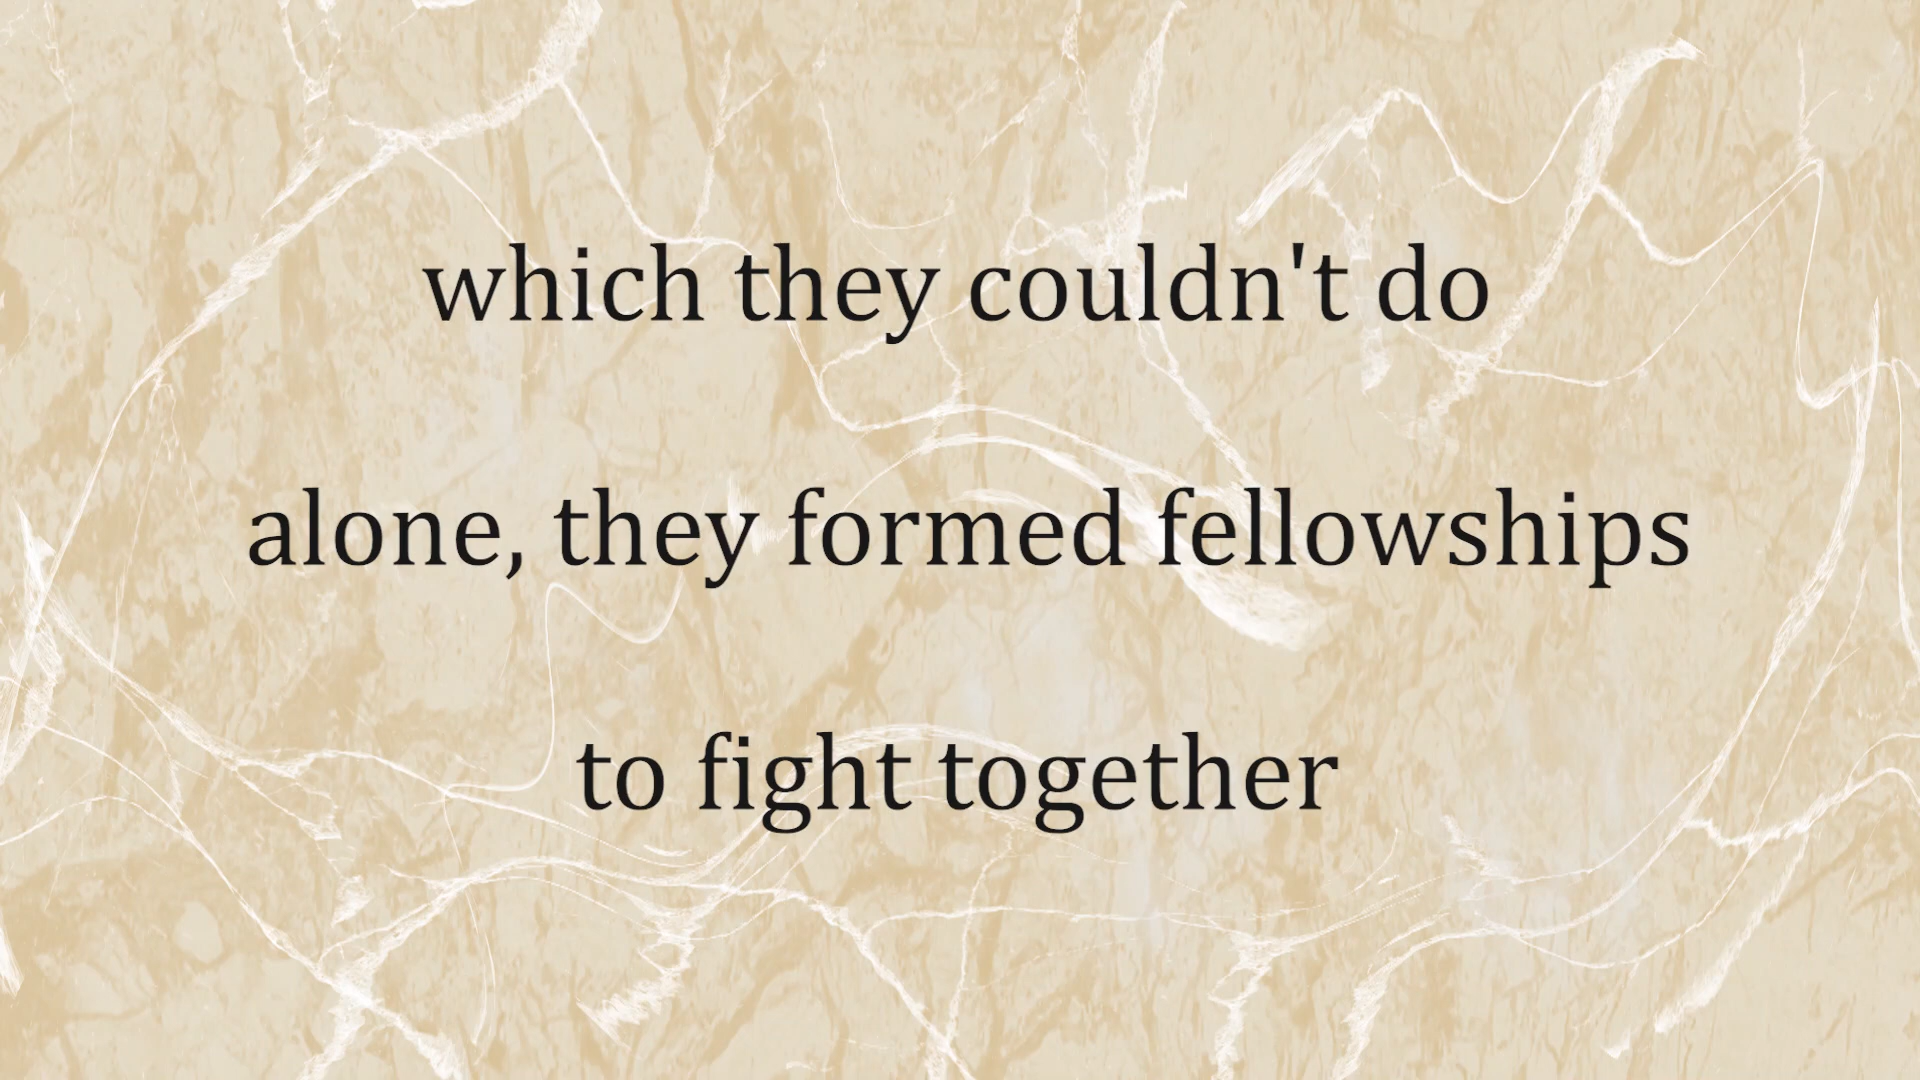 which they couldn't do
alone, they formed fellowships
to fight together